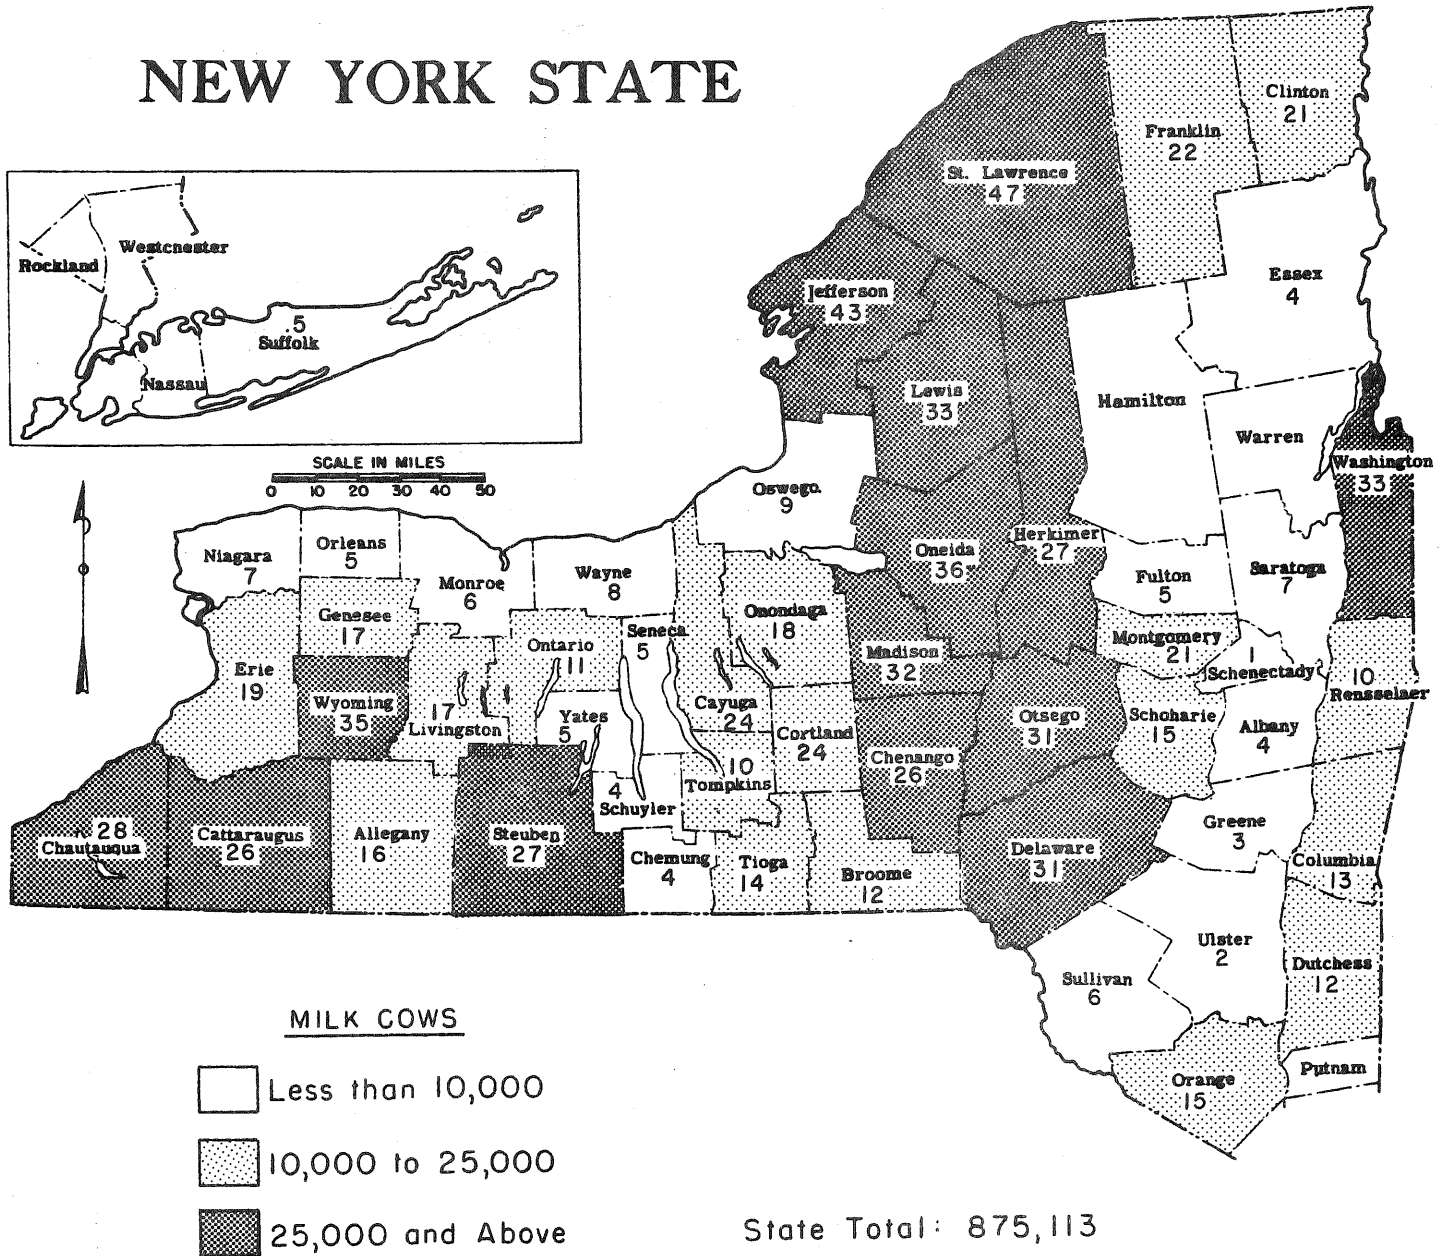 NEW YORK STATE
Clinton
21
Franklin
22
St. Lawrence
47
Westcnester
Rockland
.5
Suffolk
Nassau
Essex
4
Jefferson
43
Lewis
33
Hamilton
Warren
Washington
33
SCALE IN MILES
0 10 20 30 40 50
Oswego
9
Niagara
7
Orleans
5
Monroe
6
Wayne
8
Oneida
36
Herkimer
27
Fulton
5
Saratoga
7
Genesee
17
Erie
19
Wyoming
35
17
Livingston
Ontario
11
Seneca
5
Yates
5
Onondaga
18
Cayuga
24
Cortland
24
Madison
32
Chenango
26
Otsego
31
Montgomery
21
1
Schenectady
10
Rensselaer
Schoharie
15
Albany
4
28
Chautauqua
Cattaraugus
26
Allegany
16
Steuben
27
4
Schuyler
10
Tompkins
Chemung
4
Tioga
14
Broome
12
Delaware
31
Greene
3
Columbia
13
Ulster
2
Sullivan
6
Dutchess
12
Orange
15
Putnam
MILK COWS
Less than 10,000
10,000 to 25,000
25,000 and Above
State Total: 875,113